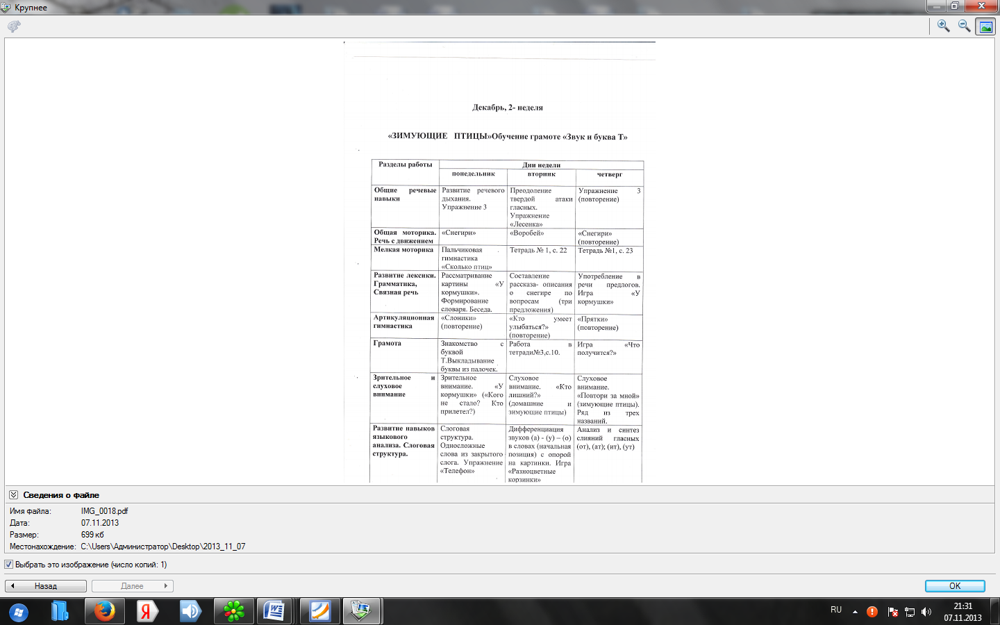 Крупнее
Декабрь, 2- неделя
«ЗИМУЮЩИЕ ПТИЦЫ»Обучение грамоте «Звук и буква Т»
Разделы работы
Дни недели
понедельник
вторник
четверг
Общие речевые
навыки
Развитие речевого
дыхания.
Упражнение 3
Преодоление
твердой атаки
гласных.
Упражнение
«Лесенка»
Упражнение 3
(повторение)
Общая моторика.
Речь с движением
«Снегири»
«Воробей»
«Снегири»
(повторение)
Мелкая моторика
Пальчиковая
гимнастика
«Сколько птиц»
Тетрадь № 1, с. 22
Тетрадь №1, с. 23
Развитие лексики.
Грамматика,
Связная речь
Рассматривание
картины «У
кормушки».
Формирование
словаря. Беседа.
Составление
рассказа- описания
о снегире по
вопросам (три
предложения)
Употребление в
речи предлогов.
Игра «У
кормушки»
Артикуляционная
гимнастика
«Слоники»
(повторение)
«Кто умеет
улыбаться?»
(повторение)
«Прятки»
(повторение)
Грамота
Знакомство с
буквой
Т.Выкладывание
буквы из палочек.
Работа в
тетради№3,с.10.
Игра «Что
получится?»
Зрительное и
слуховое
внимание
Зрительное
внимание. «У
кормушки» («Кого
не стало? Кто
прилетел?)
Слуховое
внимание. «Кто
лишний?»
(домашние и
зимующие птицы)
Слуховое
внимание.
«Повтори за мной»
(зимующие птицы).
Ряд из трех
названий.
Развитие навыков
языкового
анализа. Слоговая
структура.
Слоговая
структура.
Односложные
слова из закрытого
слога. Упражнение
«Телефон»
Дифференциация
звуков (а) - (у) – (о)
в словах (начальная
позиция) с опорой
на картинки. Игра
«Разноцветные
корзинки»
Анализ и синтез
слияний гласных
(от), (ат); (ит), (ут)
Сведения о файле
Имя файла: IMG_0018.pdf
Дата: 07.11.2013
Размер: 699 кб
Местонахождение: C:\Users\Администратор\Desktop\2013_11_07
Выбрать это изображение (число копий: 1)
Назад
Далее
OK
RU
21:31
07.11.2013